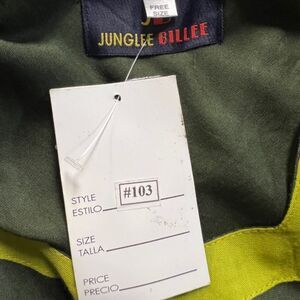 FREE
SIZE
JUNGLEE BILLEE
STYLE
ESTILO
#103
SIZE
TALLA
PRICE
PRECIO